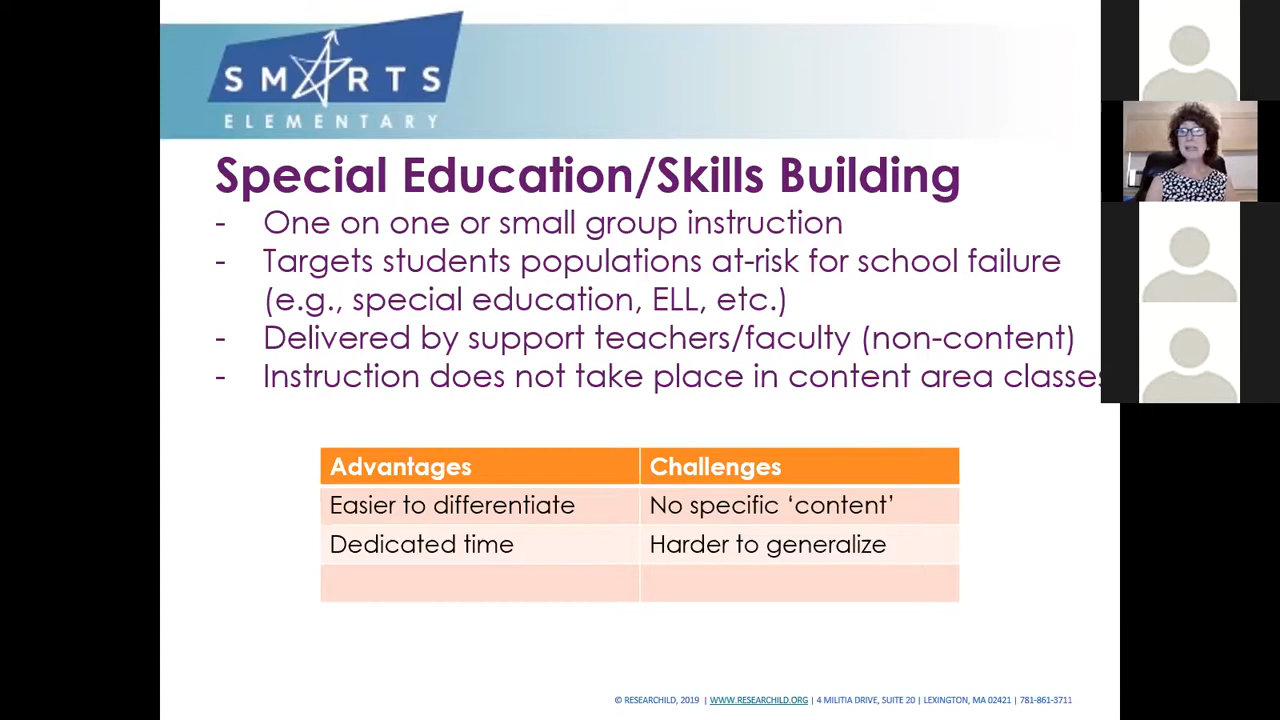 SMARTS
ELEMENTARY
Special Education/Skills Building
- One on one or small group instruction
- Targets students populations at-risk for school failure
(e.g., special education, ELL, etc.)
- Delivered by support teachers/faculty (non-content)
- Instruction does not take place in content area classes
Advantages Challenges
Easier to differentiate No specific ‘content’
Dedicated time Harder to generalize
© RESEARCHILD, 2019 | WWW.RESEARCHILD.ORG | 4 MILITIA DRIVE, SUITE 20 | LEXINGTON, MA 02421 | 781-861-3711